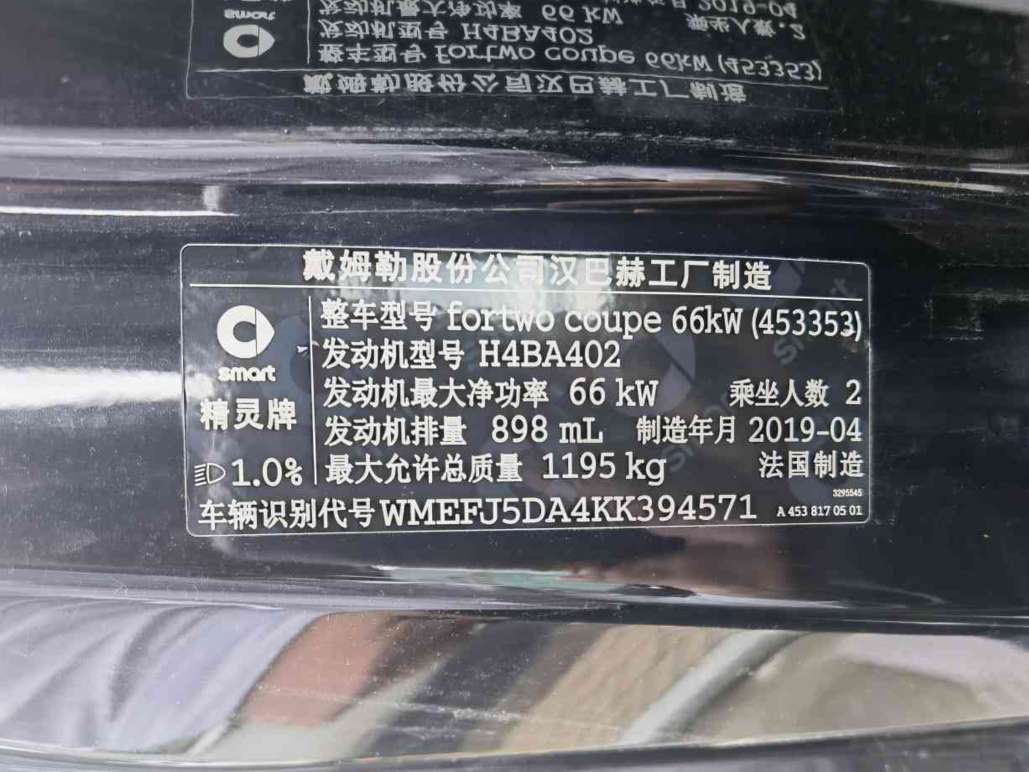 戴姆勒股份公司汉巴赫工厂制造
smart
精灵牌
整车型号 fortwo coupe 66kW (453353)
发动机型号 H4BA402
发动机最大净功率 66 kW 乘坐人数 2
发动机排量 898 mL 制造年月 2019-04
1.0% 最大允许总质量 1195 kg 法国制造
3295545
车辆识别代号 WMEFJ5DA4KK394571 A 453 817 05 01